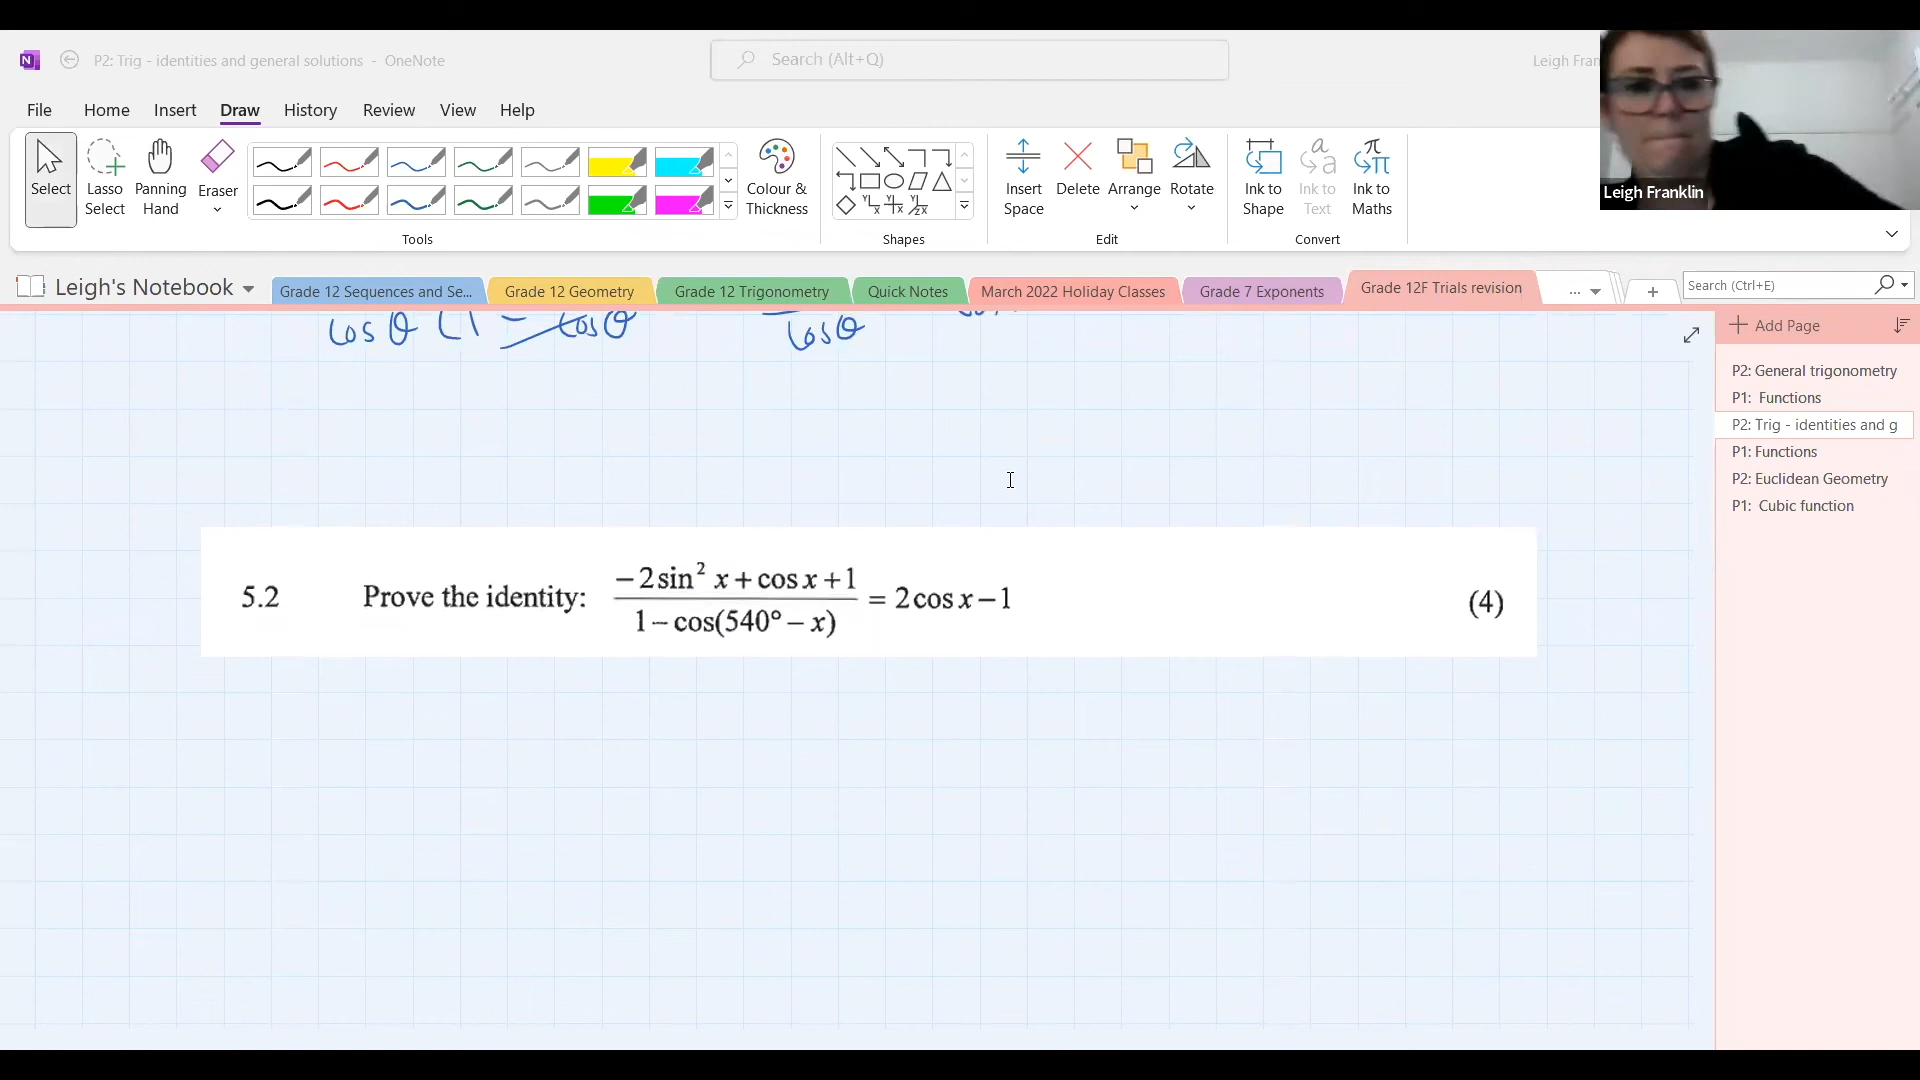 P2: Trig - identities and general solutions - OneNote
Search (Alt+Q)
Leigh Fran
File Home Insert Draw History Review View Help
Select
Lasso Select
Panning Hand
Eraser
Colour & Thickness
Insert Space
Delete
Arrange
Rotate
Ink to Shape
Ink to Text
Ink to Maths
Leigh Franklin
Tools Shapes Edit Convert
Leigh's Notebook
Grade 12 Sequences and Se...
Grade 12 Geometry
Grade 12 Trigonometry
Quick Notes
March 2022 Holiday Classes
Grade 7 Exponents
Grade 12F Trials revision
...
Search (Ctrl+E)
Add Page
P2: General trigonometry
P1: Functions
P2: Trig - identities and g
P1: Functions
P2: Euclidean Geometry
P1: Cubic function
cos θ (1 - cos θ
cos θ
5.2 Prove the identity: (−2sin² x + cos x + 1)/(1 − cos(540° − x)) = 2cos x − 1 (4)